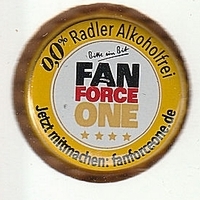 0,0% Radler Alkoholfrei
Bitte ein Bit
FAN
FORCE
ONE
Jetzt mitmachen: fanforceone.de